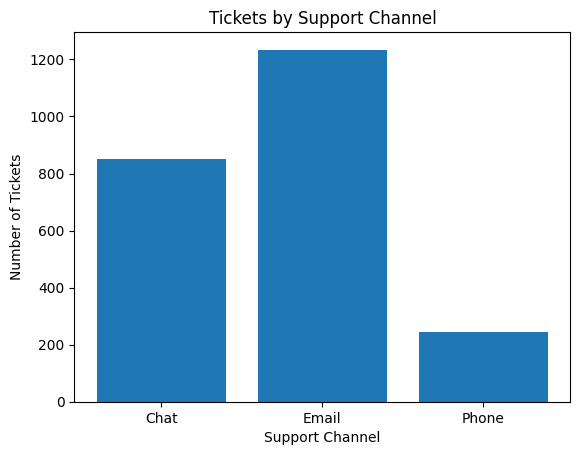 Tickets by Support Channel
Number of Tickets
1200
1000
800
600
400
200
0
Chat Email Phone
Support Channel